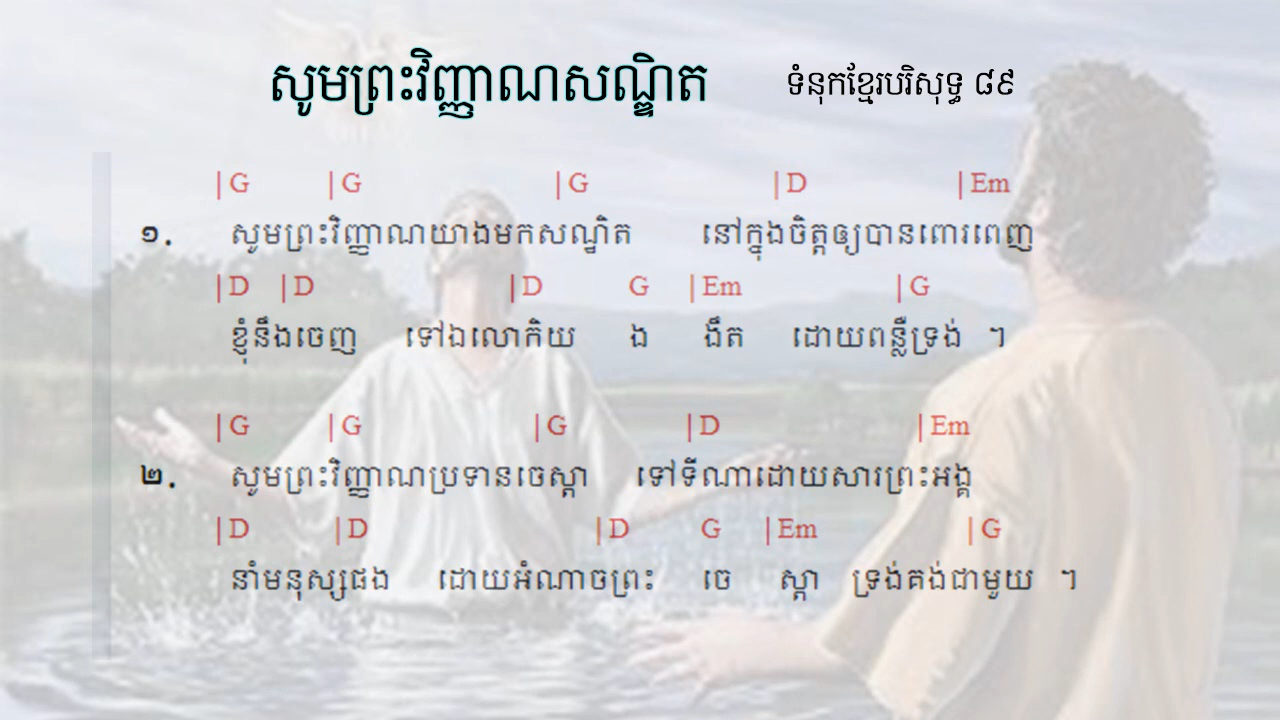 សូមព្រះវិញ្ញាណសណ្ឌិត ទំនុកខ្មែរបរិសុទ្ធ ៨៩
|G |G |G |D |Em
១. សូមព្រះវិញ្ញាណយាងមកសណ្ឋិត នៅក្នុងចិត្តឲ្យបានពោរពេញ
|D |D |D G |Em |G
ខ្ញុំនឹងចេញ ទៅឯលោកិយ ង ងឹត ដោយពន្លឺទ្រង់ ។
|G |G |G |D |Em
២. សូមព្រះវិញ្ញាណប្រទានចេស្តា ទៅទីណាដោយសារព្រះអង្គ
|D |D |D G |Em |G
នាំមនុស្សផង ដោយអំណាចព្រះ ចេ ស្តា ទ្រង់គង់ជាមួយ ។